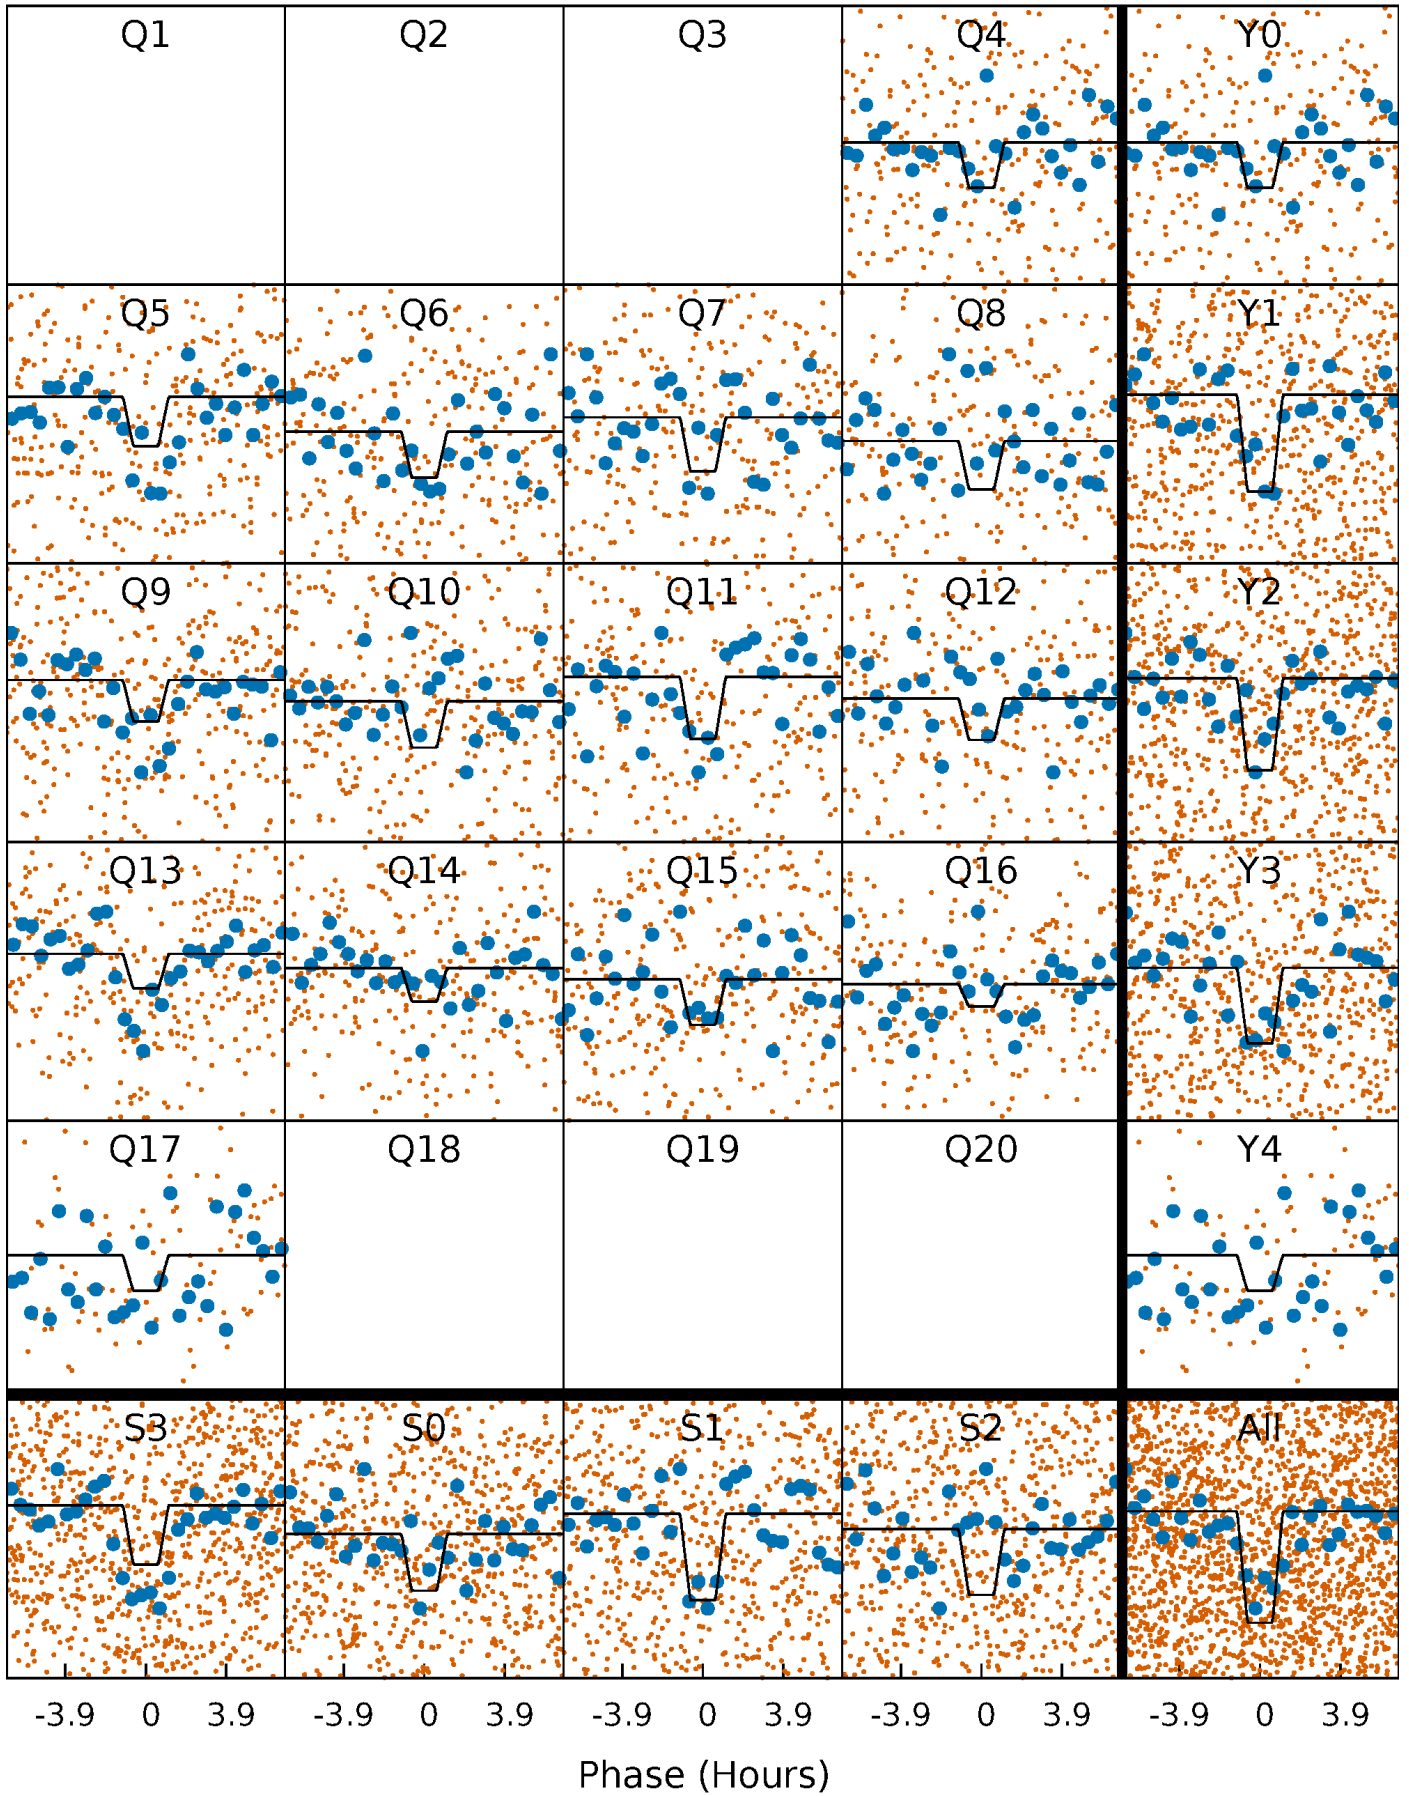 Q1 Q2 Q3 Q4 Y0
Q5 Q6 Q7 Q8 Y1
Q9 Q10 Q11 Q12 Y2
Q13 Q14 Q15 Q16 Y3
Q17 Q18 Q19 Q20 Y4
S3 S0 S1 S2 All
-3.9 0 3.9 -3.9 0 3.9 -3.9 0 3.9 -3.9 0 3.9 -3.9 0 3.9
Phase (Hours)